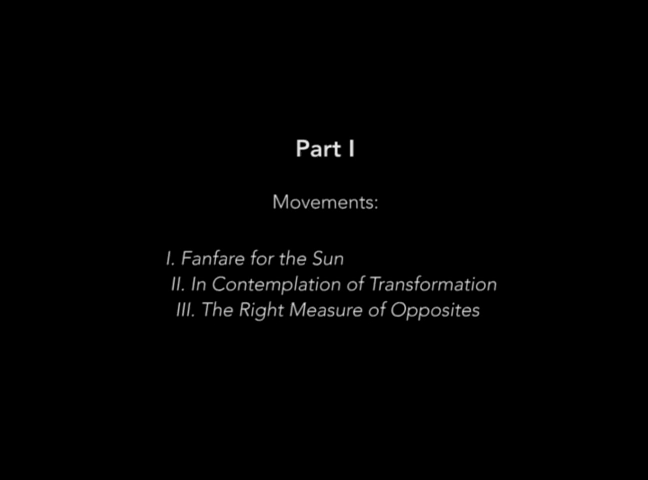 Part I
Movements:
I. Fanfare for the Sun
II. In Contemplation of Transformation
III. The Right Measure of Opposites